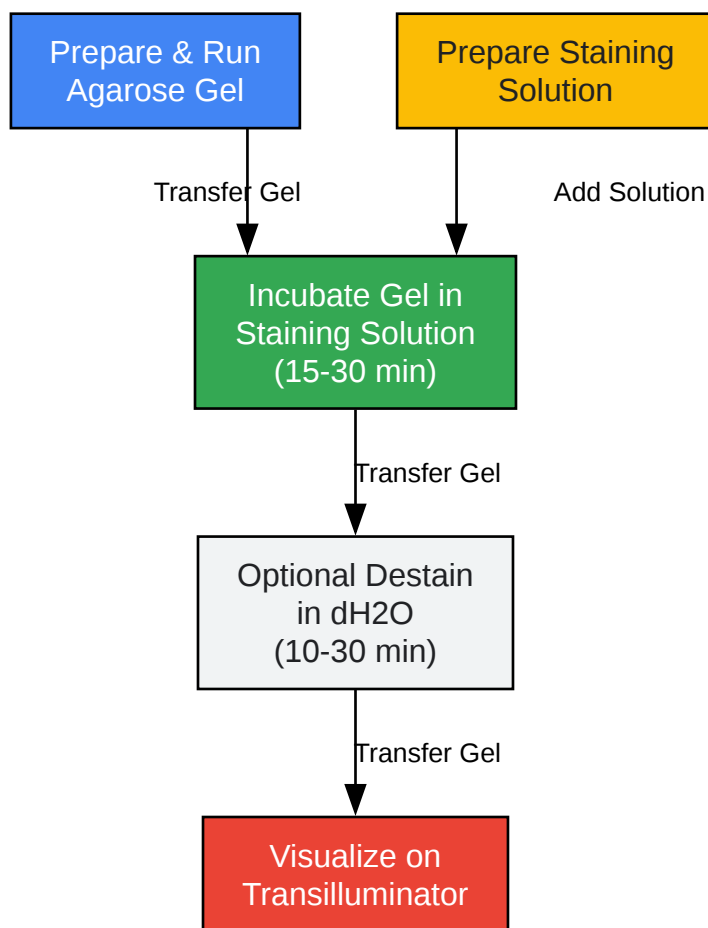 Prepare & Run
Agarose Gel
Prepare Staining
Solution
Transfer Gel
Add Solution
Incubate Gel in
Staining Solution
(15-30 min)
Transfer Gel
Optional Destain
in dH2O
(10-30 min)
Transfer Gel
Visualize on
Transilluminator